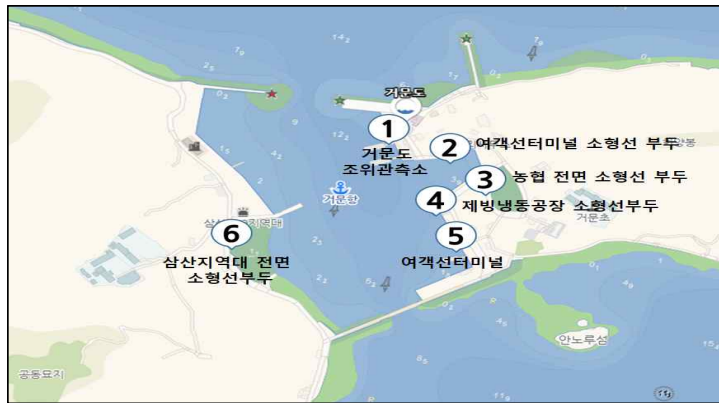 거문도
1
거문도
조위관측소
2
여객선터미널 소형선 부두
3
농협 전면 소형선 부두
4
제빙냉동공장 소형선부두
거문초
5
여객선터미널
거문항
6
삼산지역대 전면
소형선부두
안노루섬
공동묘지